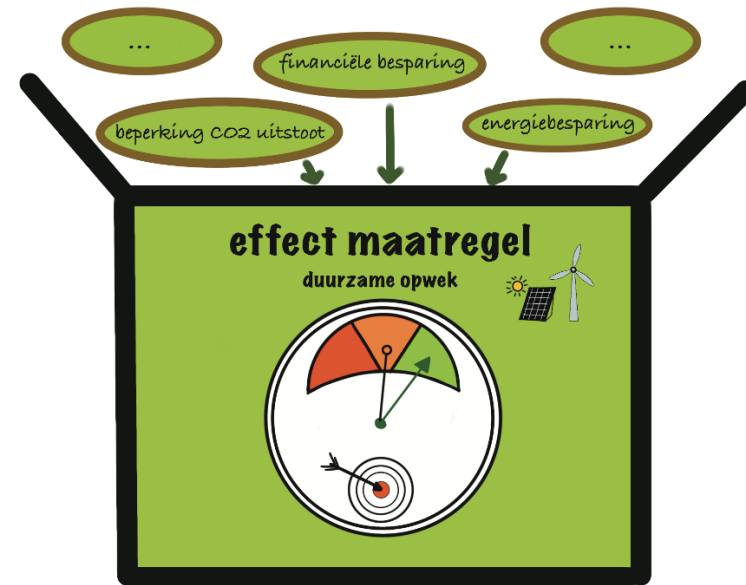 ...
financiële besparing
...
beperking CO2 uitstoot
energiebesparing
effect maatregel
duurzame opwek